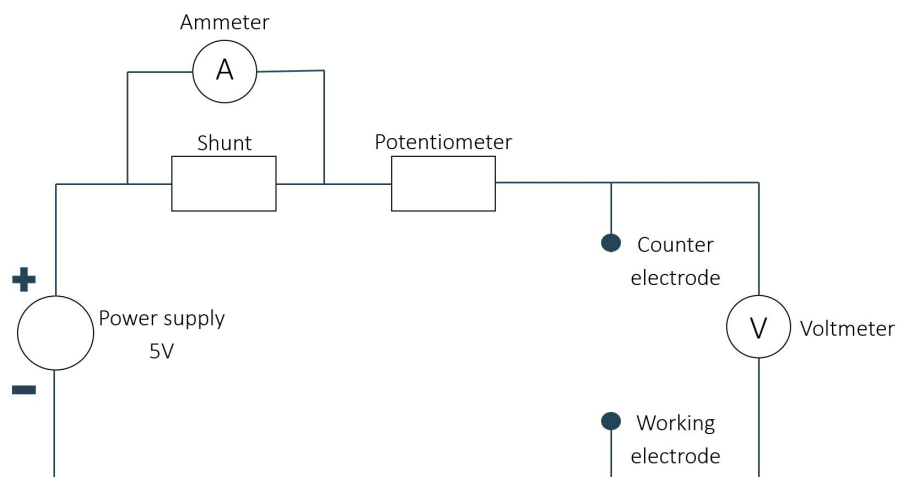 Ammeter
A
Shunt
Potentiometer
Counter
electrode
+
Power supply
5V
V
Voltmeter
-
Working
electrode